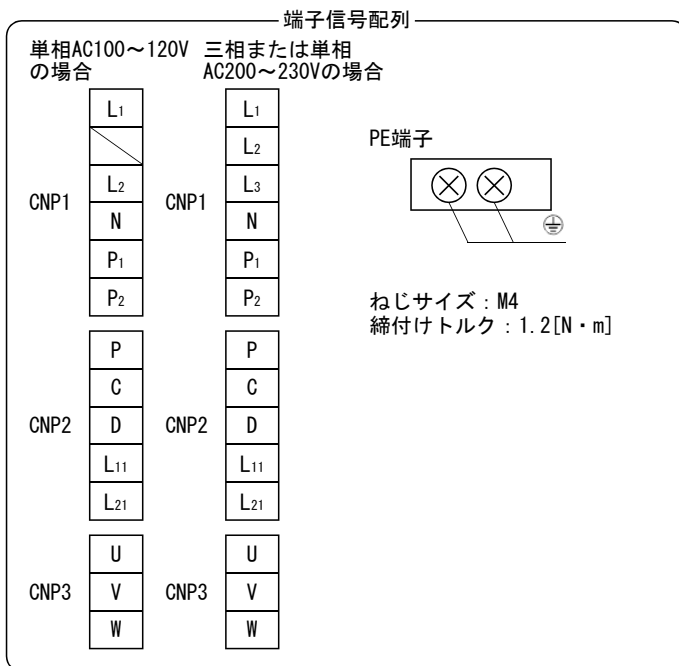 端子信号配列
単相AC100～120V
の場合
三相または単相
AC200～230Vの場合
CNP1
L1
L2
N
P1
P2
CNP1
L1
L2
L3
N
P1
P2
CNP2
P
C
D
L11
L21
CNP2
P
C
D
L11
L21
CNP3
U
V
W
CNP3
U
V
W
PE端子
ねじサイズ：M4
締付けトルク：1.2[N・m]